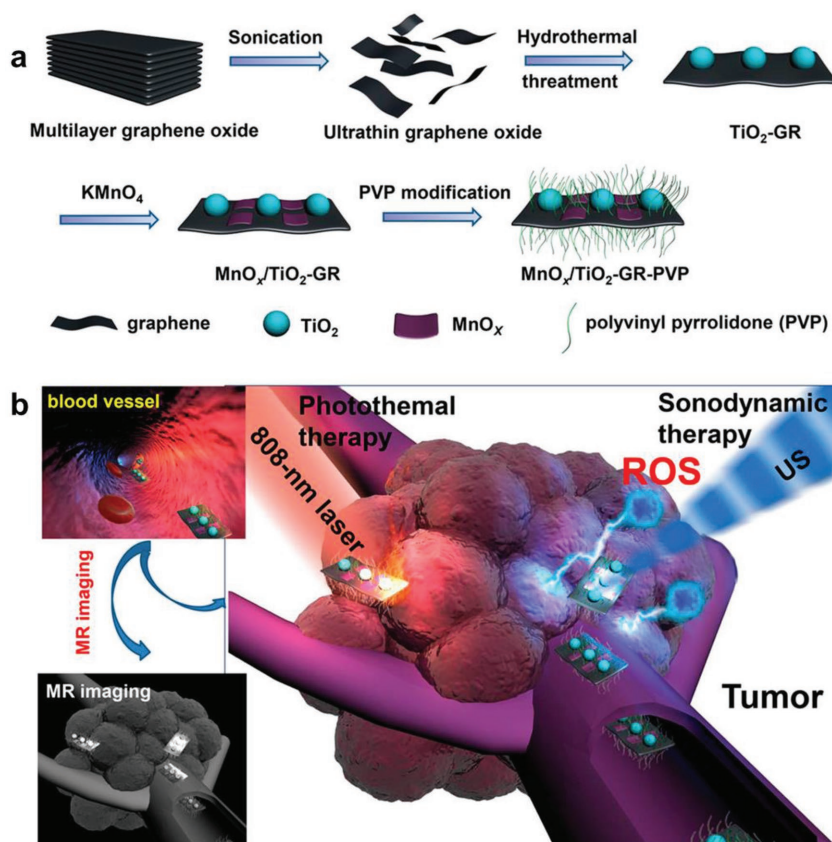 a
Sonication
Hydrothermal
threatment
Multilayer graphene oxide
Ultrathin graphene oxide
TiO₂-GR
KMnO₄
PVP modification
MnOₓ/TiO₂-GR
MnOₓ/TiO₂-GR-PVP
graphene
TiO₂
MnOₓ
polyvinyl pyrrolidone (PVP)
b
blood vessel
Photothemal
therapy
808-nm laser
Sonodynamic
therapy
ROS
US
MR imaging
MR imaging
Tumor